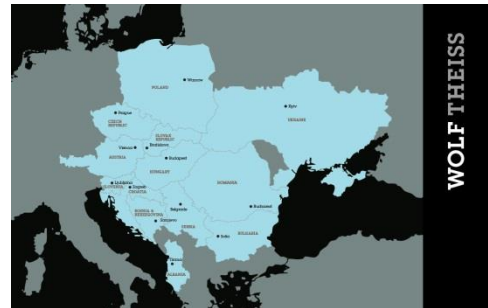 POLAND
Warsaw
Kyiv
UKRAINE
Prague
CZECH
REPUBLIC
SLOVAK
REPUBLIC
Bratislava
Vienna
AUSTRIA
Budapest
HUNGARY
Ljubljana
SLOVENIA
Zagreb
CROATIA
ROMANIA
Bucharest
BOSNIA &
HERZEGOVINA
Belgrade
Sarajevo
SERBIA
Sofia
BULGARIA
Tirana
ALBANIA
WOLF THEISS